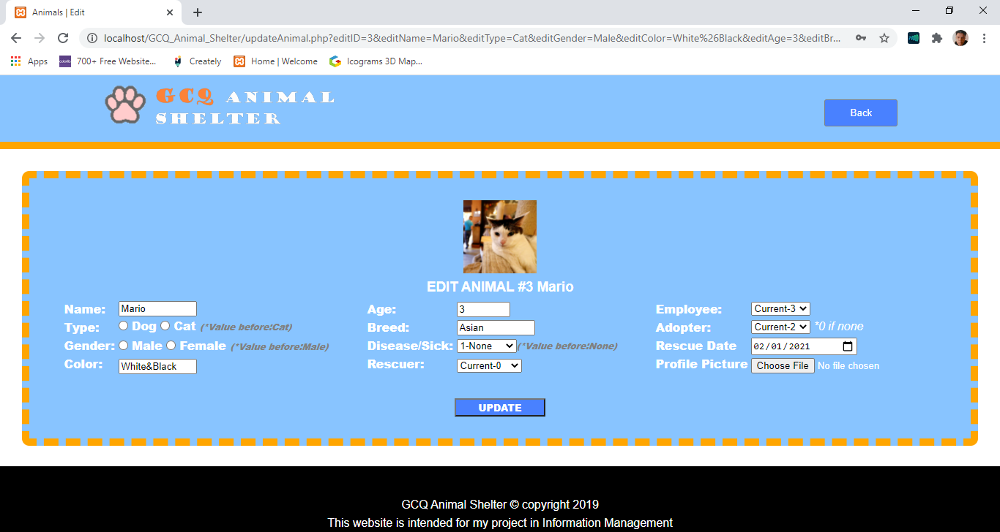 Animals | Edit
localhost/GCQ_Animal_Shelter/updateAnimal.php?editID=3&editName=Mario&editType=Cat&editGender=Male&editColor=White%26Black&editAge=3&editBr...
Apps 700+ Free Website... Creately Home | Welcome Icograms 3D Map...
GCQ ANIMAL
SHELTER
Back
EDIT ANIMAL #3 Mario
Name: Mario Age: 3 Employee: Current-3
Type: Dog Cat (*Value before:Cat) Breed: Asian Adopter: Current-2 *0 if none
Gender: Male Female (*Value before:Male) Disease/Sick: 1-None (*Value before:None) Rescue Date 02/01/2021
Color: White&Black Rescuer: Current-0 Profile Picture Choose File No file chosen
UPDATE
GCQ Animal Shelter © copyright 2019
This website is intended for my project in Information Management